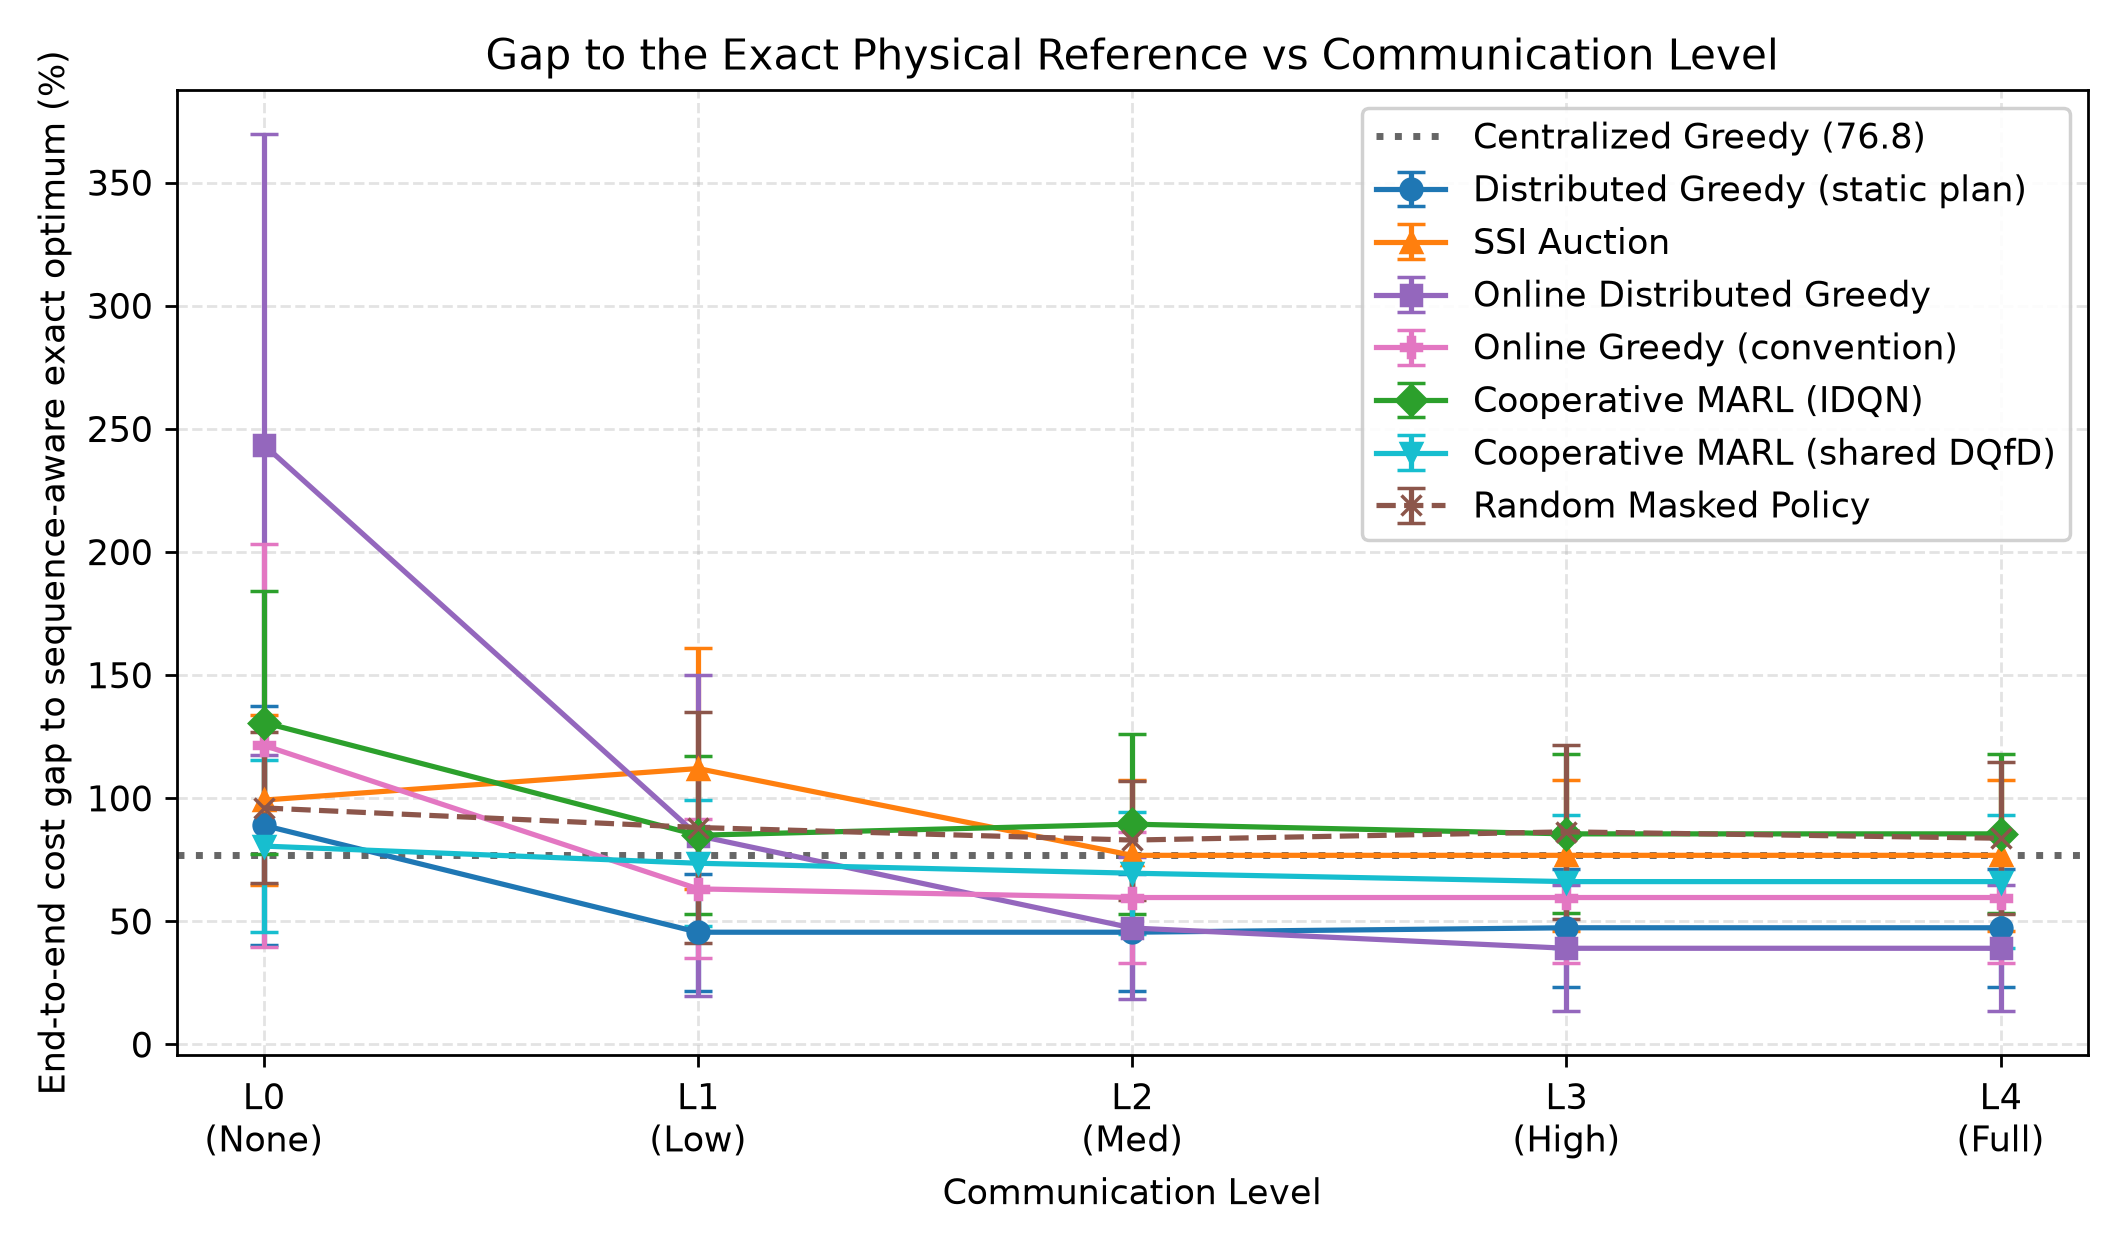 Gap to the Exact Physical Reference vs Communication Level
End-to-end cost gap to sequence-aware exact optimum (%)
350
300
250
200
150
100
50
0
Centralized Greedy (76.8)
Distributed Greedy (static plan)
SSI Auction
Online Distributed Greedy
Online Greedy (convention)
Cooperative MARL (IDQN)
Cooperative MARL (shared DQfD)
Random Masked Policy
L0
(None)
L1
(Low)
L2
(Med)
L3
(High)
L4
(Full)
Communication Level